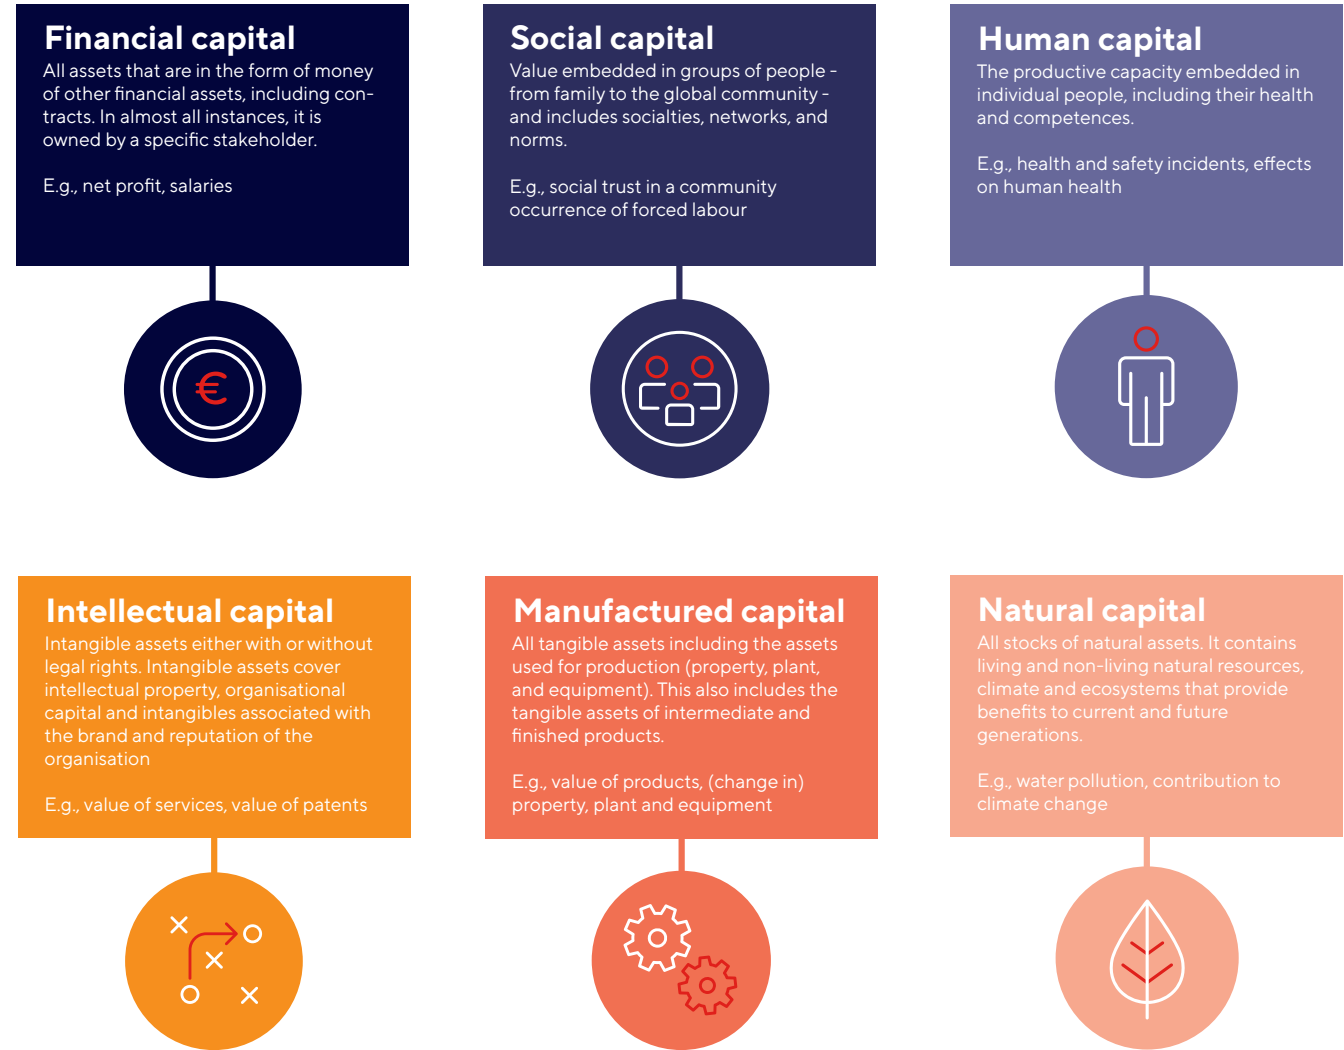 Financial capital
All assets that are in the form of money
of other financial assets, including con-
tracts. In almost all instances, it is
owned by a specific stakeholder.
E.g., net profit, salaries
€
Social capital
Value embedded in groups of people -
from family to the global community -
and includes socialties, networks, and
norms.
E.g., social trust in a community
occurrence of forced labour
Human capital
The productive capacity embedded in
individual people, including their health
and competences.
E.g., health and safety incidents, effects
on human health
Intellectual capital
Intangible assets either with or without
legal rights. Intangible assets cover
intellectual property, organisational
capital and intangibles associated with
the brand and reputation of the
organisation
E.g., value of services, value of patents
Manufactured capital
All tangible assets including the assets
used for production (property, plant,
and equipment). This also includes the
tangible assets of intermediate and
finished products.
E.g., value of products, (change in)
property, plant and equipment
Natural capital
All stocks of natural assets. It contains
living and non-living natural resources,
climate and ecosystems that provide
benefits to current and future
generations.
E.g., water pollution, contribution to
climate change